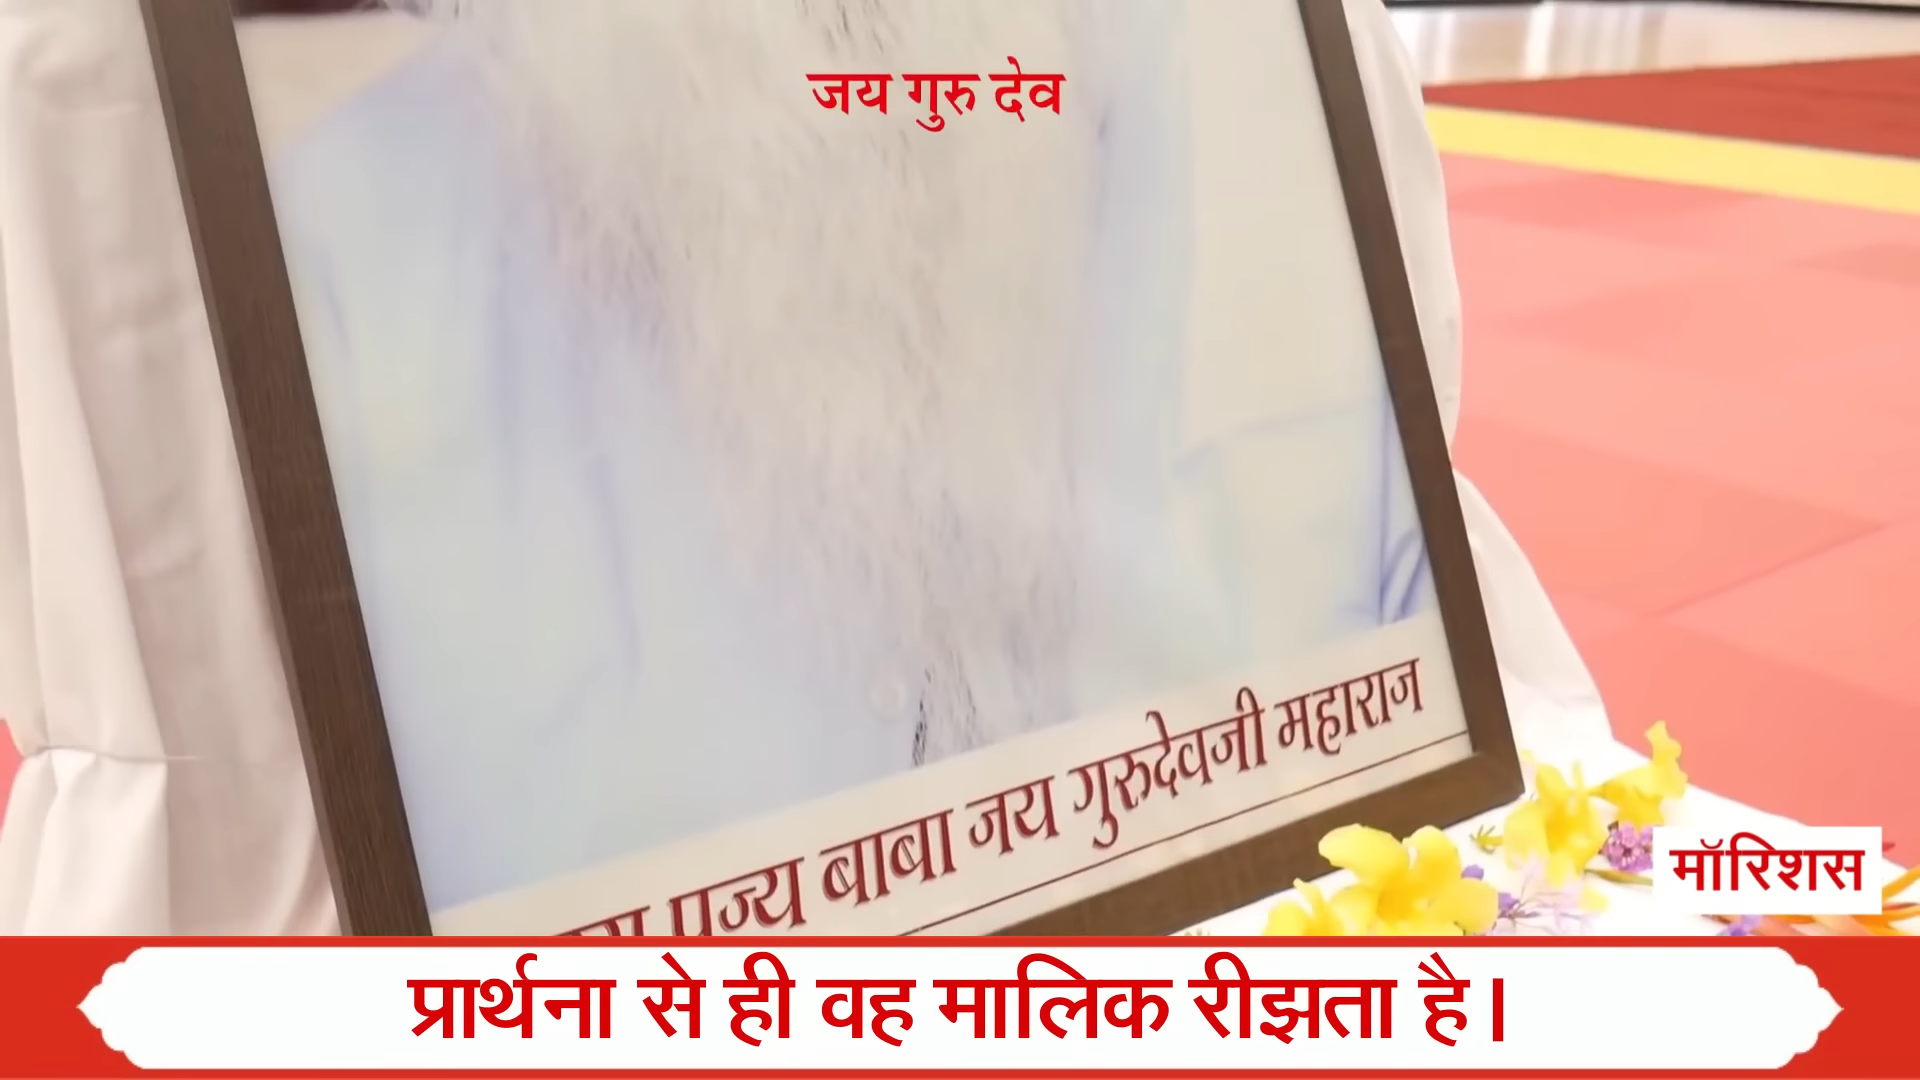 जय गुरु देव
पूज्य बाबा जय गुरुदेवजी महाराज
मॉरिशस
प्रार्थना से ही वह मालिक रीझता है।